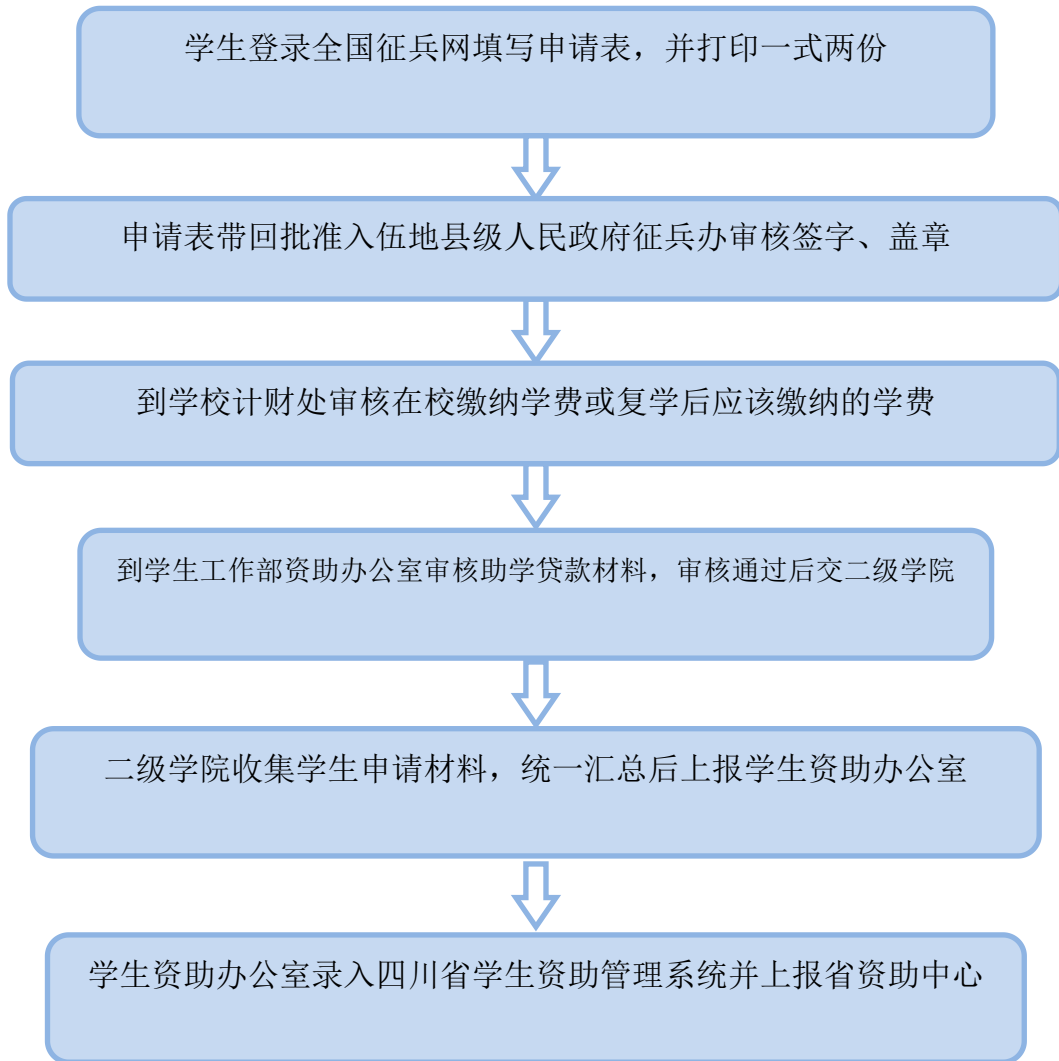 学生登录全国征兵网填写申请表，并打印一式两份
申请表带回批准入伍地县级人民政府征兵办审核签字、盖章
到学校计财处审核在校缴纳学费或复学后应该缴纳的学费
到学生工作部资助办公室审核助学贷款材料，审核通过后交二级学院
二级学院收集学生申请材料，统一汇总后上报学生资助办公室
学生资助办公室录入四川省学生资助管理系统并上报省资助中心